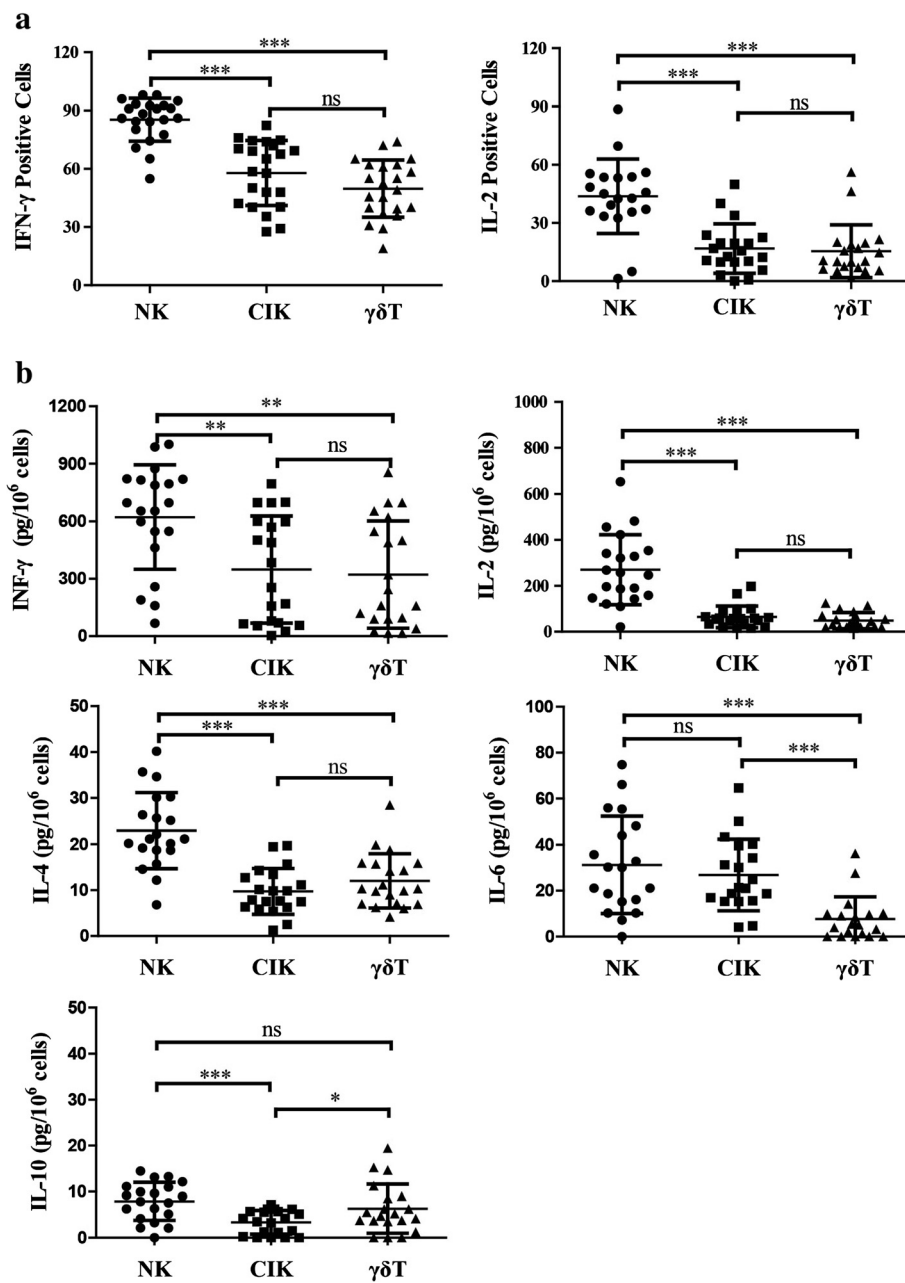 a
IFN-γ Positive Cells
120
90
60
30
0
***
***
ns
NK CIK γδT
IL-2 Positive Cells
120
90
60
30
0
***
***
ns
NK CIK γδT
b
INF-γ (pg/10⁶ cells)
1200
900
600
300
0
**
**
ns
NK CIK γδT
IL-2 (pg/10⁶ cells)
1000
800
600
400
200
0
***
***
ns
NK CIK γδT
IL-4 (pg/10⁶ cells)
50
40
30
20
10
0
***
***
ns
NK CIK γδT
IL-6 (pg/10⁶ cells)
100
80
60
40
20
0
***
ns
***
NK CIK γδT
IL-10 (pg/10⁶ cells)
50
40
30
20
10
0
ns
***
*
NK CIK γδT